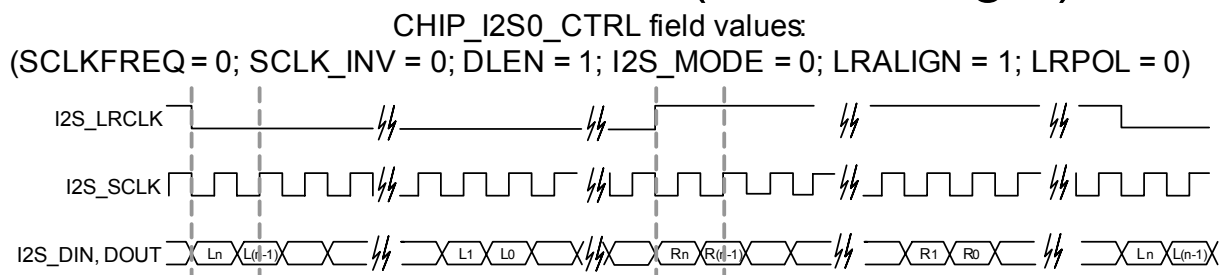 CHIP_I2S0_CTRL field values:
(SCLKFREQ = 0; SCLK_INV = 0; DLEN = 1; I2S_MODE = 0; LRALIGN = 1; LRPOL = 0)
I2S_LRCLK
I2S_SCLK
I2S_DIN, DOUT Ln L(n-1) L1 L0 Rn R(n-1) R1 R0 Ln L(n-1)